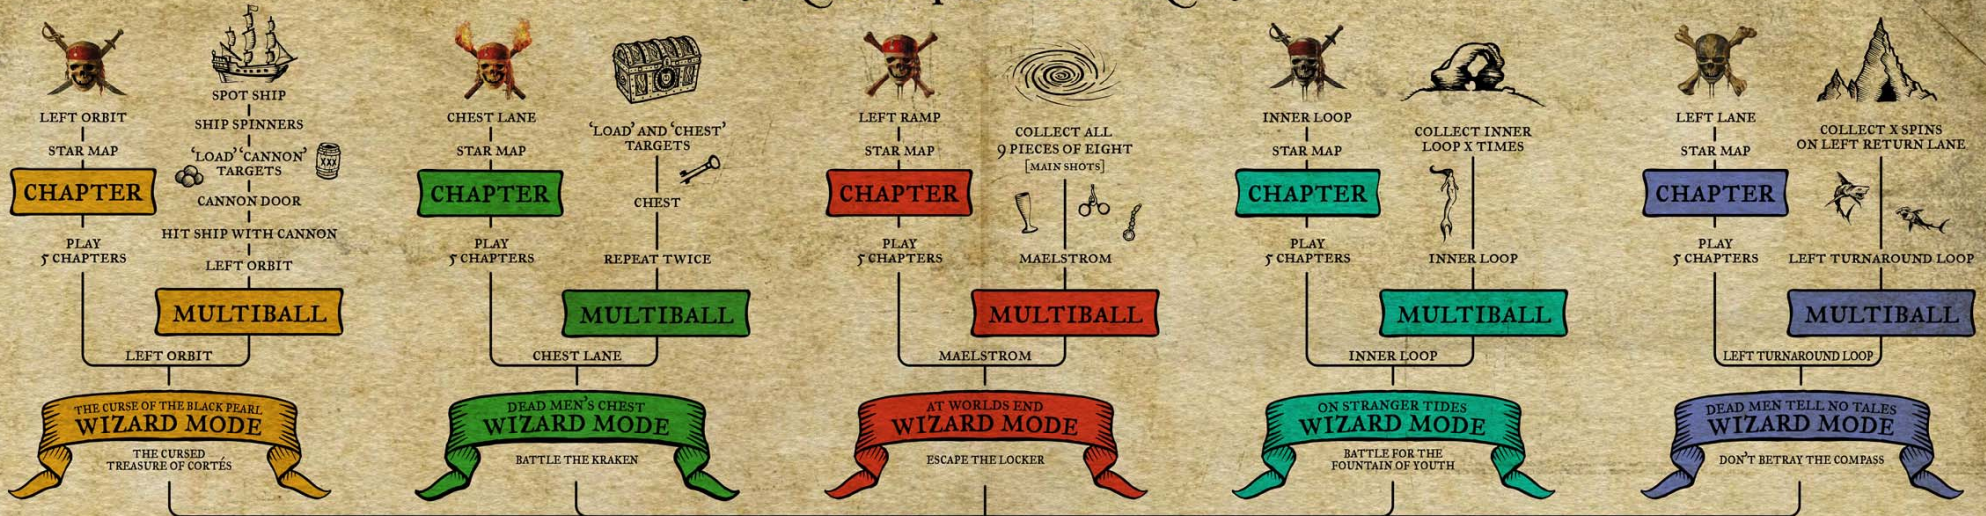 LEFT ORBIT
STAR MAP
CHAPTER
PLAY
5 CHAPTERS
SPOT SHIP
SHIP SPINNERS
'LOAD' 'CANNON'
TARGETS
XXX
CANNON DOOR
HIT SHIP WITH CANNON
LEFT ORBIT
MULTIBALL
LEFT ORBIT
THE CURSE OF THE BLACK PEARL
WIZARD MODE
THE CURSED
TREASURE OF CORTÉS
CHEST LANE
STAR MAP
CHAPTER
PLAY
5 CHAPTERS
'LOAD' AND 'CHEST'
TARGETS
CHEST
REPEAT TWICE
MULTIBALL
CHEST LANE
DEAD MEN'S CHEST
WIZARD MODE
BATTLE THE KRAKEN
LEFT RAMP
STAR MAP
CHAPTER
PLAY
5 CHAPTERS
COLLECT ALL
9 PIECES OF EIGHT
[MAIN SHOTS]
MAELSTROM
MULTIBALL
MAELSTROM
AT WORLDS END
WIZARD MODE
ESCAPE THE LOCKER
INNER LOOP
STAR MAP
CHAPTER
PLAY
5 CHAPTERS
COLLECT INNER
LOOP X TIMES
INNER LOOP
MULTIBALL
INNER LOOP
ON STRANGER TIDES
WIZARD MODE
BATTLE FOR THE
FOUNTAIN OF YOUTH
LEFT LANE
STAR MAP
CHAPTER
PLAY
5 CHAPTERS
COLLECT X SPINS
ON LEFT RETURN LANE
LEFT TURNAROUND LOOP
MULTIBALL
LEFT TURNAROUND LOOP
DEAD MEN TELL NO TALES
WIZARD MODE
DON'T BETRAY THE COMPASS